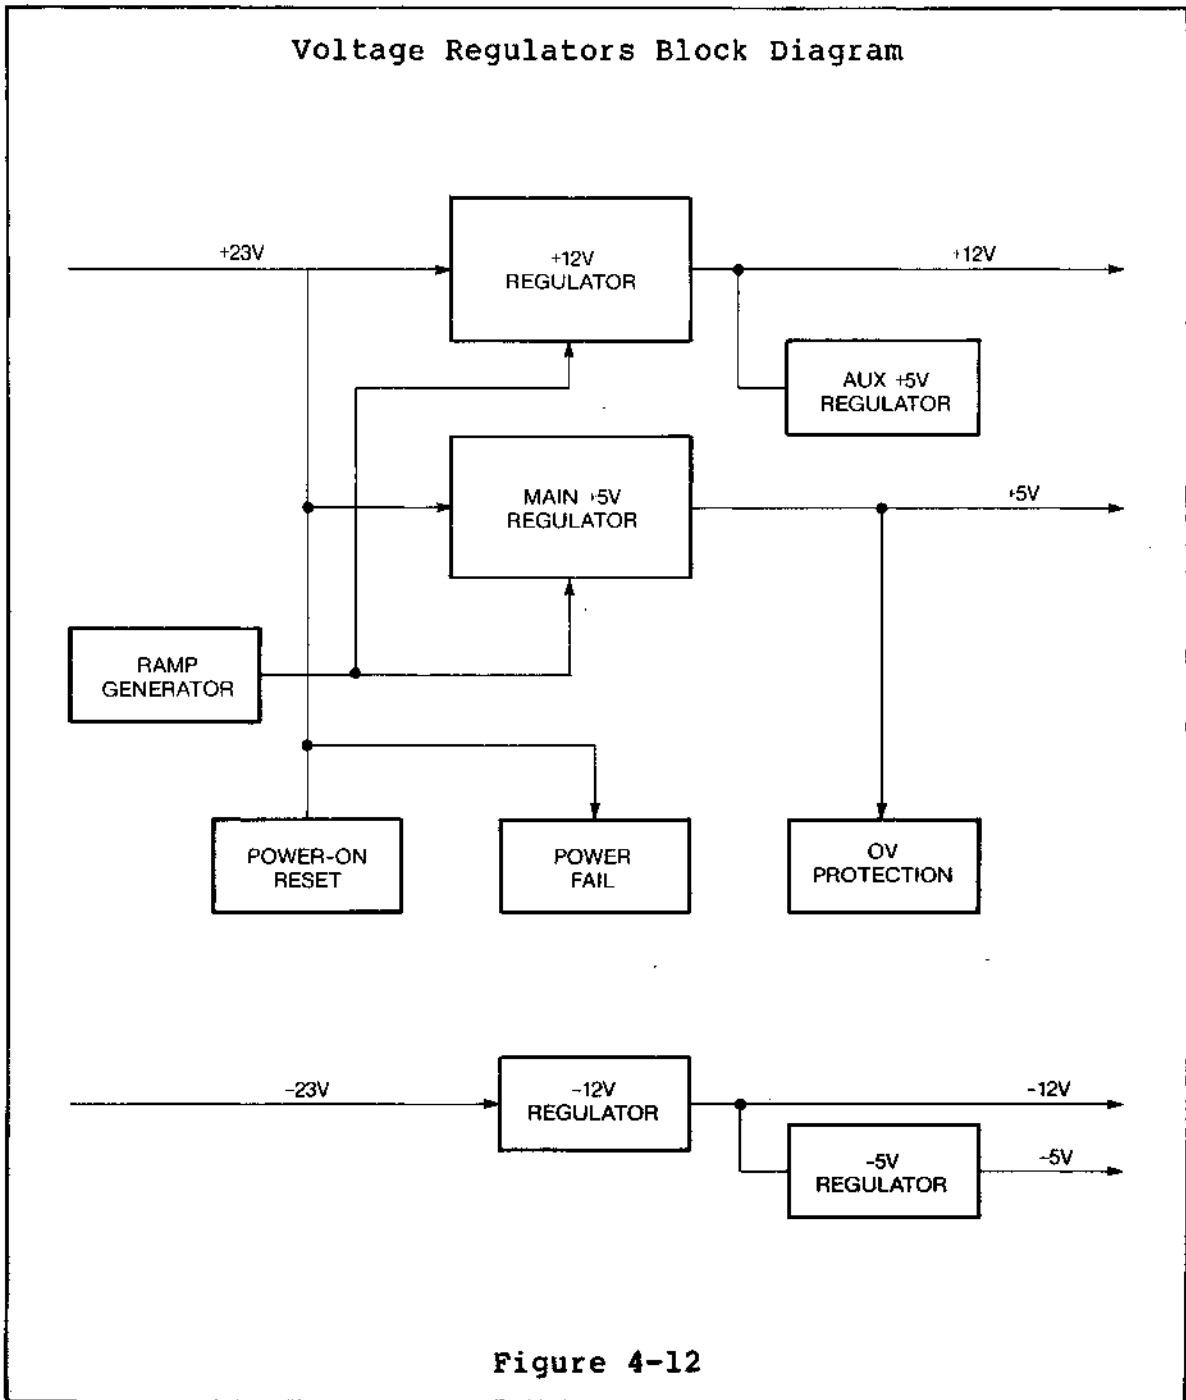 Voltage Regulators Block Diagram
+23V
+12V
REGULATOR
+12V
AUX +5V
REGULATOR
MAIN +5V
REGULATOR
+5V
RAMP
GENERATOR
POWER-ON
RESET
POWER
FAIL
OV
PROTECTION
-23V
-12V
REGULATOR
-12V
-5V
REGULATOR
-5V
Figure 4-12